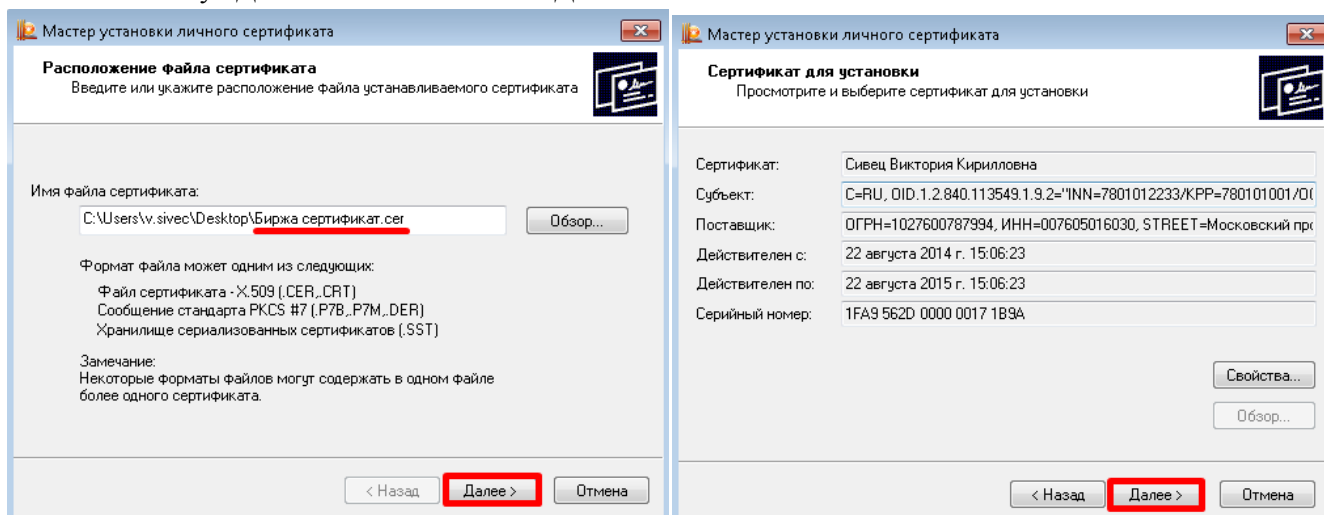 Мастер установки личного сертификата
Расположение файла сертификата
Введите или укажите расположение файла устанавливаемого сертификата
Имя файла сертификата:
C:\Users\v.sivec\Desktop\Биржа сертификат.cer
Обзор...
Формат файла может одним из следующих:
Файл сертификата - X.509 (.CER,.CRT)
Сообщение стандарта PKCS #7 (.P7B,.P7M,.DER)
Хранилище сериализованных сертификатов (.SST)
Замечание:
Некоторые форматы файлов могут содержать в одном файле
более одного сертификата.
< Назад Далее > Отмена
Мастер установки личного сертификата
Сертификат для установки
Просмотрите и выберите сертификат для установки
Сертификат: Сивец Виктория Кирилловна
Субъект: C=RU, OID.1.2.840.113549.1.9.2="INN=7801012233/KPP=780101001/
Поставщик: ОГРН=1027600787994, ИНН=007605016030, STREET=Московский
Действителен с: 22 августа 2014 г. 15:06:23
Действителен по: 22 августа 2015 г. 15:06:23
Серийный номер: 1FA9 562D 0000 0017 1B9A
Свойства...
Обзор...
< Назад Далее > Отмена